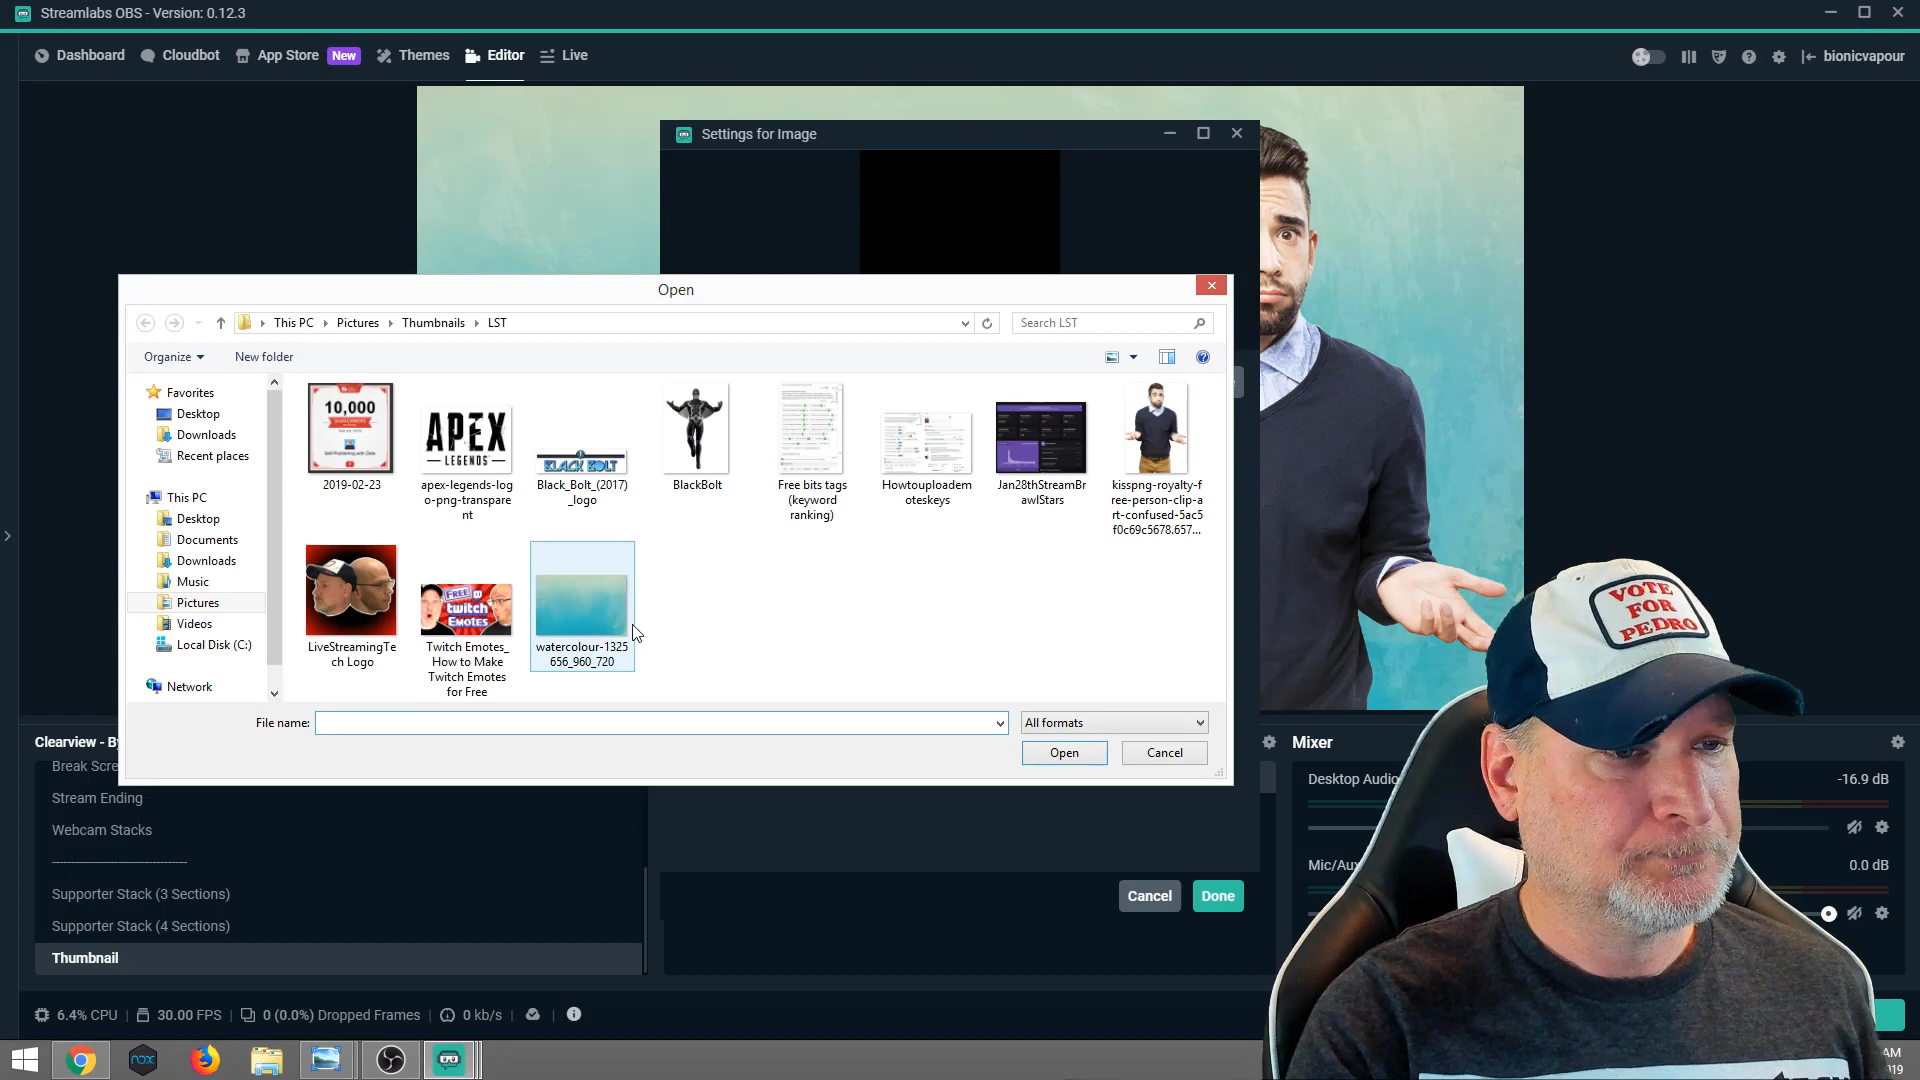 Streamlabs OBS - Version: 0.12.3
Dashboard Cloudbot App Store New Themes Editor Live
bionicvapour
Settings for Image
Open
This PC Pictures Thumbnails LST
Search LST
Organize New folder
Favorites
Desktop
Downloads
Recent places
This PC
Desktop
Documents
Downloads
Music
Pictures
Videos
Local Disk (C:)
Network
10,000
2019-02-23
APEX
LEGENDS
apex-legends-log
o-png-transpare
nt
BLACK BOLT
Black_Bolt_(2017)
_logo
BlackBolt
Free bits tags
(keyword
ranking)
Howtouploadem
oteskeys
Jan28thStreamBr
awlStars
kisspng-royalty-f
ree-person-clip-a
rt-confused-5ac5
f0c69c5678.657...
LiveStreamingTe
ch Logo
FREE
twitch
EMOTES
Twitch Emotes_
How to Make
Twitch Emotes
for Free
watercolour-1325
656_960_720
File name:
All formats
Open Cancel
Clearview - B
Break Scre
Stream Ending
Webcam Stacks
--------------------------------
Supporter Stack (3 Sections)
Supporter Stack (4 Sections)
Thumbnail
Cancel Done
Mixer
Desktop Audio -16.9 dB
Mic/Aux 0.0 dB
VOTE
FOR
PEDRO
6.4% CPU 30.00 FPS 0 (0.0%) Dropped Frames 0 kb/s
nox
AM
019